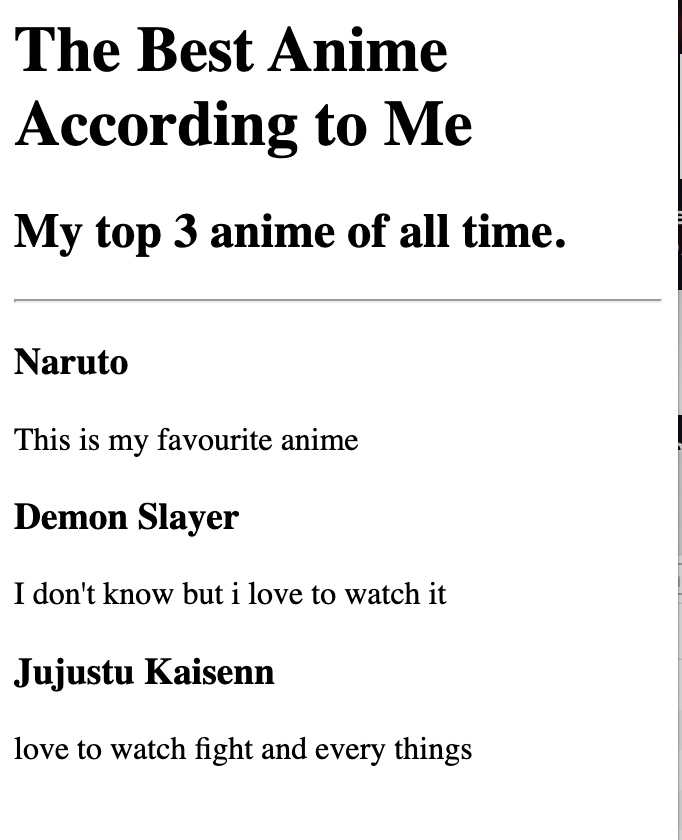 The Best Anime
According to Me
My top 3 anime of all time.
Naruto
This is my favourite anime
Demon Slayer
I don't know but i love to watch it
Jujustu Kaisenn
love to watch fight and every things